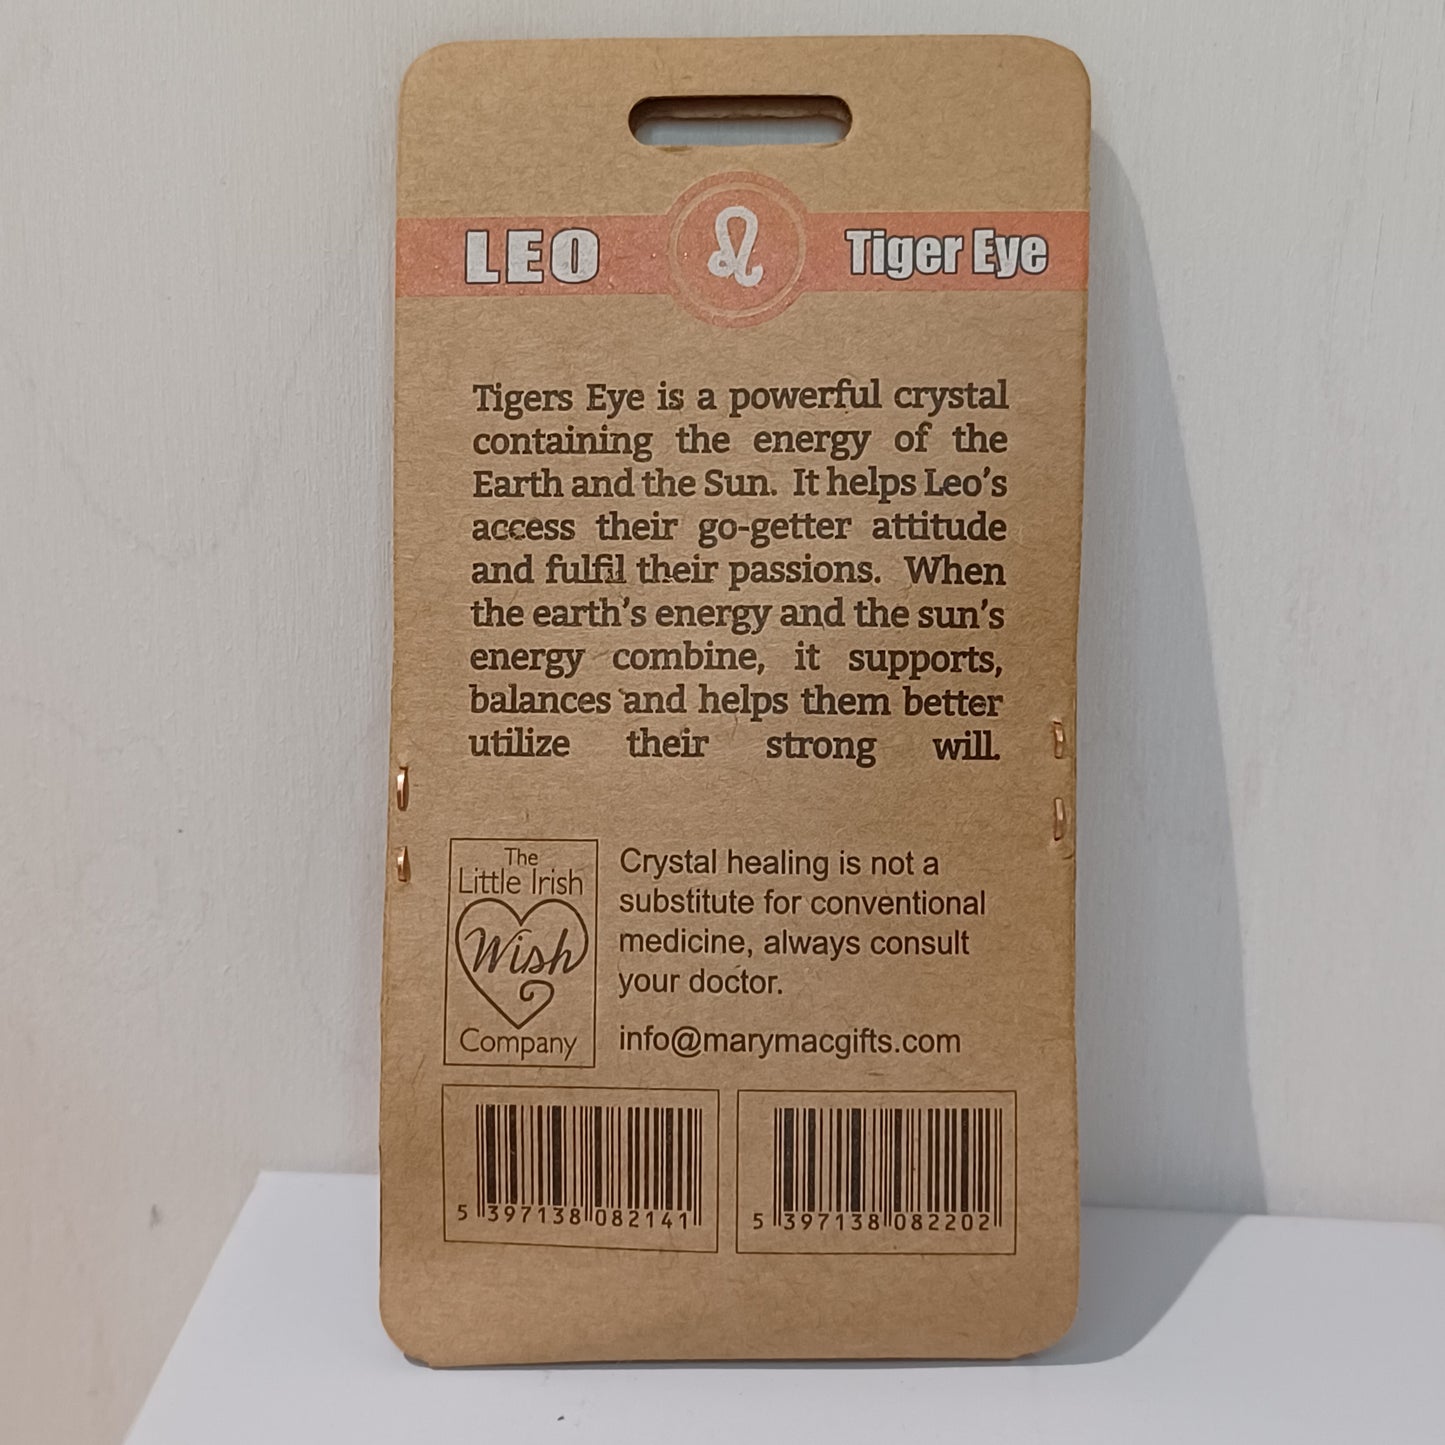 LEO ♌ Tiger Eye
Tigers Eye is a powerful crystal
containing the energy of the
Earth and the Sun. It helps Leo's
access their go-getter attitude
and fulfil their passions. When
the earth's energy and the sun's
energy combine, it supports,
balances and helps them better
utilize their strong will.
The
Little Irish
Wish
Company
Crystal healing is not a
substitute for conventional
medicine, always consult
your doctor.
info@marymacgifts.com
5 397138 082141
5 397138 082202